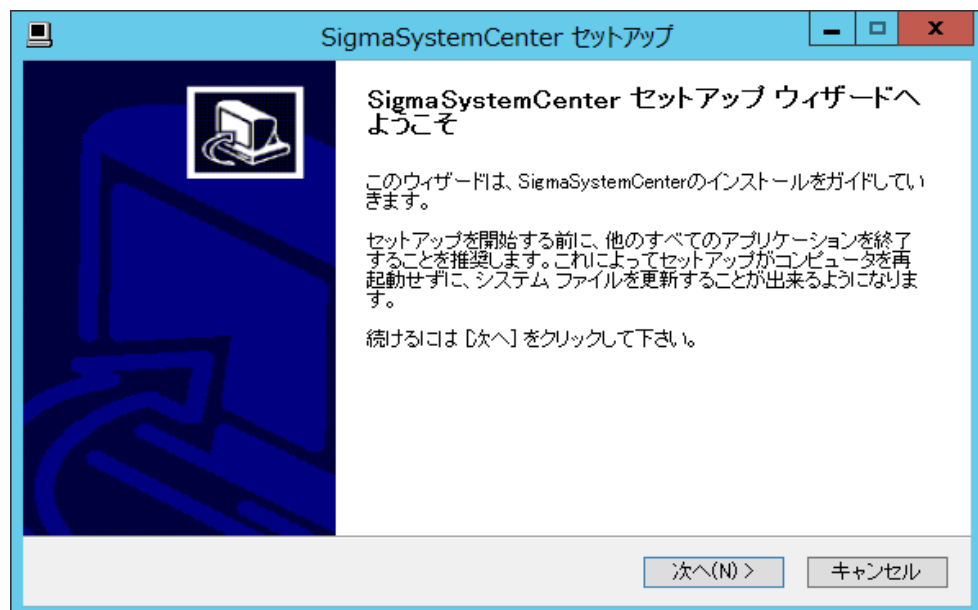 SigmaSystemCenter セットアップ
SigmaSystemCenter セットアップ ウィザードへ
ようこそ
このウィザードは、SigmaSystemCenterのインストールをガイドしてい
きます。
セットアップを開始する前に、他のすべてのアプリケーションを終了
することを推奨します。これによってセットアップがコンピュータを再
起動せずに、システム ファイルを更新することが出来るようになりま
す。
続けるには [次へ] をクリックして下さい。
次へ(N) >
キャンセル